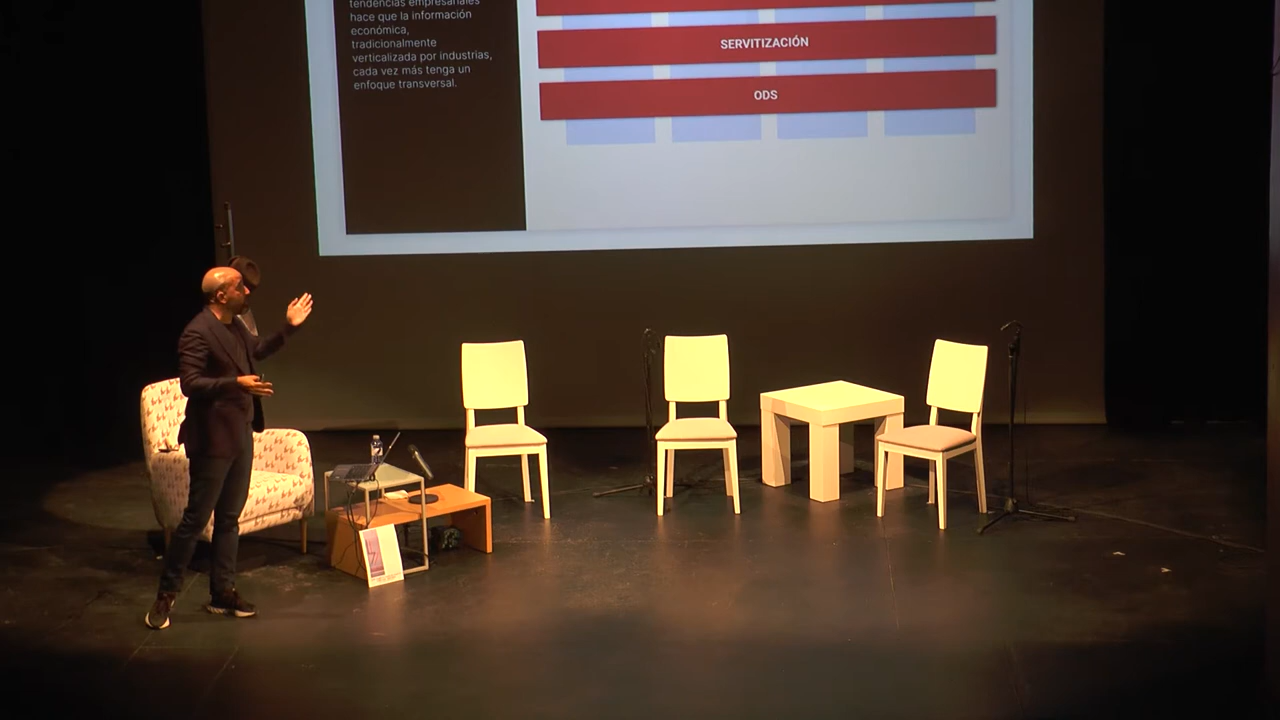 tendencias empresariales
hace que la información
económica,
tradicionalmente
verticalizada por industrias,
cada vez más tenga un
enfoque transversal.
SERVITIZACIÓN
ODS